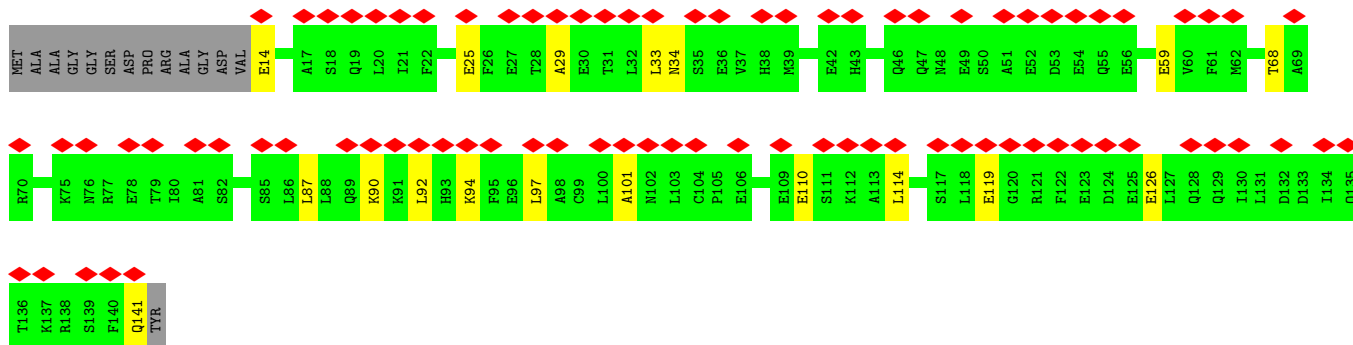 MET ALA ALA GLY GLY SER ASP PRO ARG ALA GLY ASP VAL E14 A17 S18 Q19 L20 I21 F22 E25 F26 E27 T28 A29 E30 T31 L32 L33 N34 S35 E36 V37 H38 M39 E42 H43 Q46 Q47 N48 E49 S50 A51 E52 D53 E54 Q55 E56 E59 V60 F61 M62 T68 A69
R70 K75 N76 R77 E78 T79 I80 A81 S82 S85 L86 L87 L88 Q89 K90 K91 L92 H93 K94 F95 E96 L97 A98 C99 L100 A101 N102 L103 C104 P105 E106 E109 E110 S111 K112 A113 L114 S117 L118 E119 G120 R121 F122 E123 D124 E125 E126 L127 Q128 Q129 I130 L131 D132 D133 I134 Q135
T136 K137 R138 S139 F140 Q141 TYR